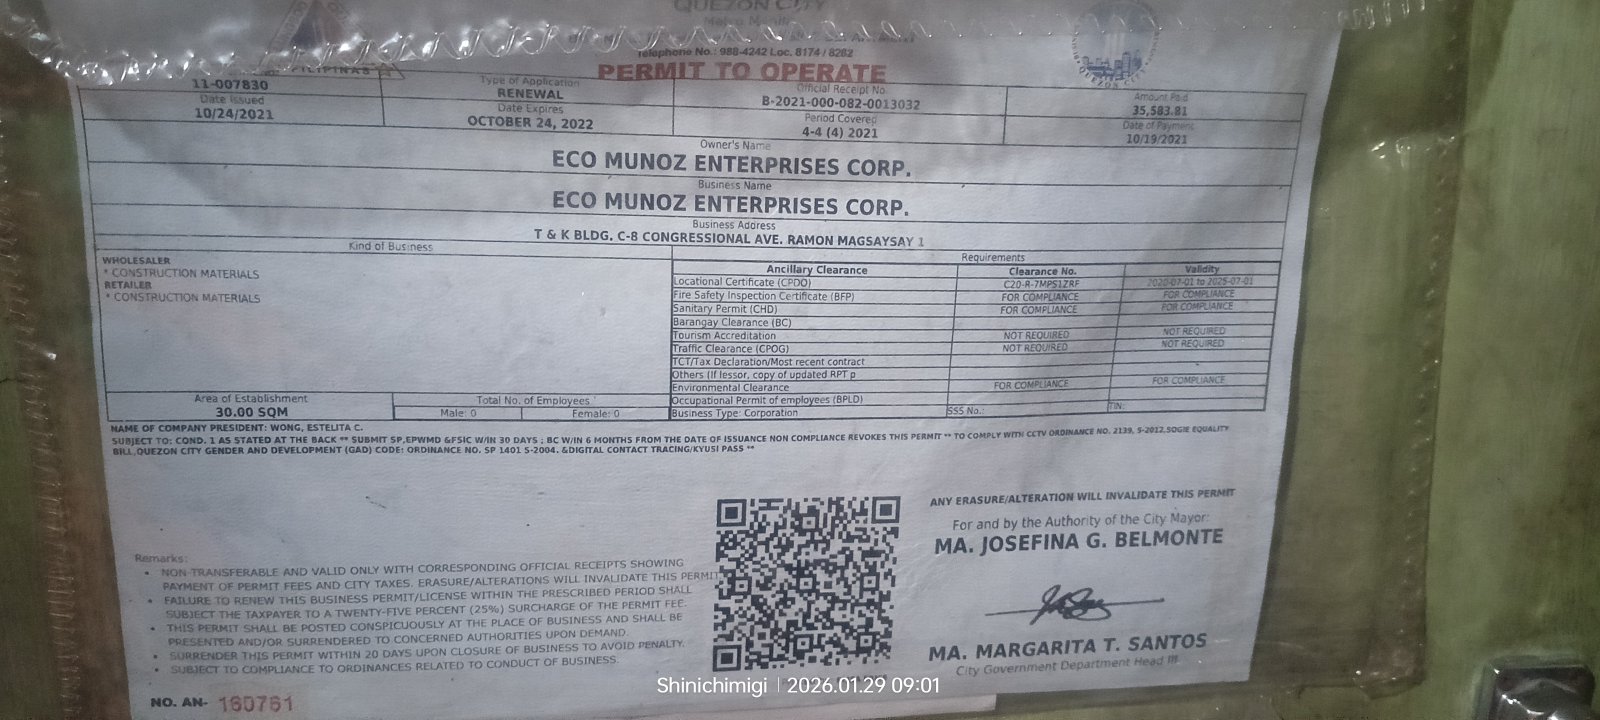 QUEZON CITY
Telephone No.: 988-4242 Loc. 8174 / 8282
PILIPINAS
QUEZON CITY
PERMIT TO OPERATE
11-007830
Type of Application
RENEWAL
Official Receipt No.
B-2021-000-082-0013032
Amount Paid
35,583.81
Date Issued
10/24/2021
Date Expires
OCTOBER 24, 2022
Period Covered
4-4 (4) 2021
Date of Payment
10/19/2021
Owner's Name
ECO MUNOZ ENTERPRISES CORP.
Business Name
ECO MUNOZ ENTERPRISES CORP.
Business Address
T & K BLDG. C-8 CONGRESSIONAL AVE. RAMON MAGSAYSAY 1
Kind of Business
WHOLESALER
* CONSTRUCTION MATERIALS
RETAILER
* CONSTRUCTION MATERIALS
Requirements
Ancillary Clearance Clearance No. Validity
Locational Certificate (CPDO) C20-R-7MPS1ZRF 2020-07-01 to 2025-07-01
Fire Safety Inspection Certificate (BFP) FOR COMPLIANCE FOR COMPLIANCE
Sanitary Permit (CHD) FOR COMPLIANCE FOR COMPLIANCE
Barangay Clearance (BC)
Tourism Accreditation NOT REQUIRED NOT REQUIRED
Traffic Clearance (CPOG) NOT REQUIRED NOT REQUIRED
TCT/Tax Declaration/Most recent contract
Others (If lessor, copy of updated RPT p
Environmental Clearance FOR COMPLIANCE FOR COMPLIANCE
Occupational Permit of employees (BPLD)
Business Type: Corporation SSS No.: TIN:
Area of Establishment
30.00 SQM
Total No. of Employees
Male: 0 Female: 0
NAME OF COMPANY PRESIDENT: WONG, ESTELITA C.
SUBJECT TO: COND. 1 AS STATED AT THE BACK ** SUBMIT SP,EPWMD &FSIC W/IN 30 DAYS ; BC W/IN 6 MONTHS FROM THE DATE OF ISSUANCE NON COMPLIANCE REVOKES THIS PERMIT ** TO COMPLY WITH CCTV ORDINANCE NO. 2139, S-2012,SOGIE EQUALITY
BILL,QUEZON CITY GENDER AND DEVELOPMENT (GAD) CODE: ORDINANCE NO. SP 1401 S-2004. &DIGITAL CONTACT TRACING/KYUSI PASS **
Remarks:
• NON-TRANSFERABLE AND VALID ONLY WITH CORRESPONDING OFFICIAL RECEIPTS SHOWING
PAYMENT OF PERMIT FEES AND CITY TAXES. ERASURE/ALTERATIONS WILL INVALIDATE THIS PERMIT
• FAILURE TO RENEW THIS BUSINESS PERMIT/LICENSE WITHIN THE PRESCRIBED PERIOD SHALL
SUBJECT THE TAXPAYER TO A TWENTY-FIVE PERCENT (25%) SURCHARGE OF THE PERMIT FEE.
• THIS PERMIT SHALL BE POSTED CONSPICUOUSLY AT THE PLACE OF BUSINESS AND SHALL BE
PRESENTED AND/OR SURRENDERED TO CONCERNED AUTHORITIES UPON DEMAND.
• SURRENDER THIS PERMIT WITHIN 20 DAYS UPON CLOSURE OF BUSINESS TO AVOID PENALTY.
• SUBJECT TO COMPLIANCE TO ORDINANCES RELATED TO CONDUCT OF BUSINESS.
NO. AN- 160761
ANY ERASURE/ALTERATION WILL INVALIDATE THIS PERMIT
For and by the Authority of the City Mayor:
MA. JOSEFINA G. BELMONTE
MA. MARGARITA T. SANTOS
City Government Department Head III
Shinichimigi | 2026.01.29 09:01